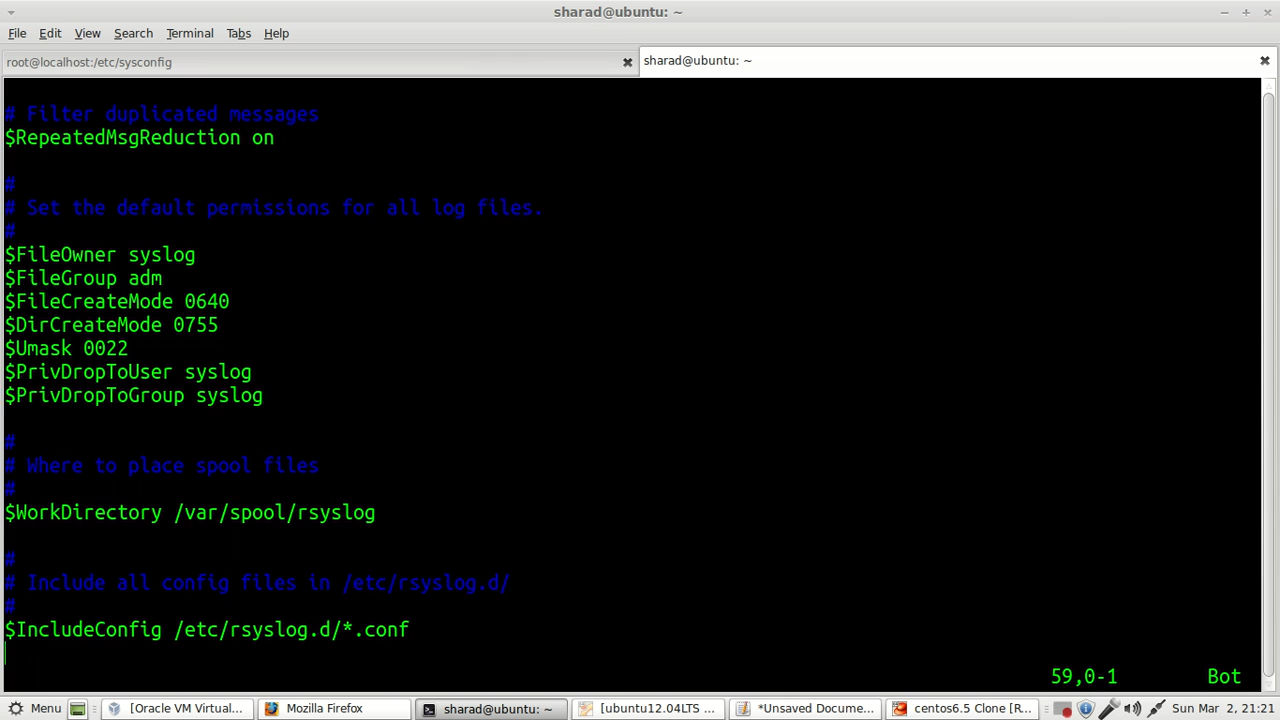 sharad@ubuntu: ~
File Edit View Search Terminal Tabs Help
root@localhost:/etc/sysconfig
sharad@ubuntu: ~
# Filter duplicated messages
$RepeatedMsgReduction on
#
# Set the default permissions for all log files.
#
$FileOwner syslog
$FileGroup adm
$FileCreateMode 0640
$DirCreateMode 0755
$Umask 0022
$PrivDropToUser syslog
$PrivDropToGroup syslog
#
# Where to place spool files
#
$WorkDirectory /var/spool/rsyslog
#
# Include all config files in /etc/rsyslog.d/
#
$IncludeConfig /etc/rsyslog.d/*.conf
59,0-1 Bot
Menu [Oracle VM Virtual... Mozilla Firefox sharad@ubuntu: ~ [ubuntu12.04LTS ... *Unsaved Docume... centos6.5 Clone [R... Sun Mar 2, 21:21